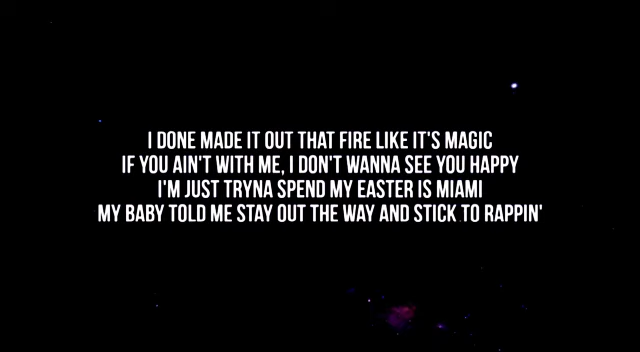 I DONE MADE IT OUT THAT FIRE LIKE IT'S MAGIC
IF YOU AIN'T WITH ME, I DON'T WANNA SEE YOU HAPPY
I'M JUST TRYNA SPEND MY EASTER IS MIAMI
MY BABY TOLD ME STAY OUT THE WAY AND STICK TO RAPPIN'